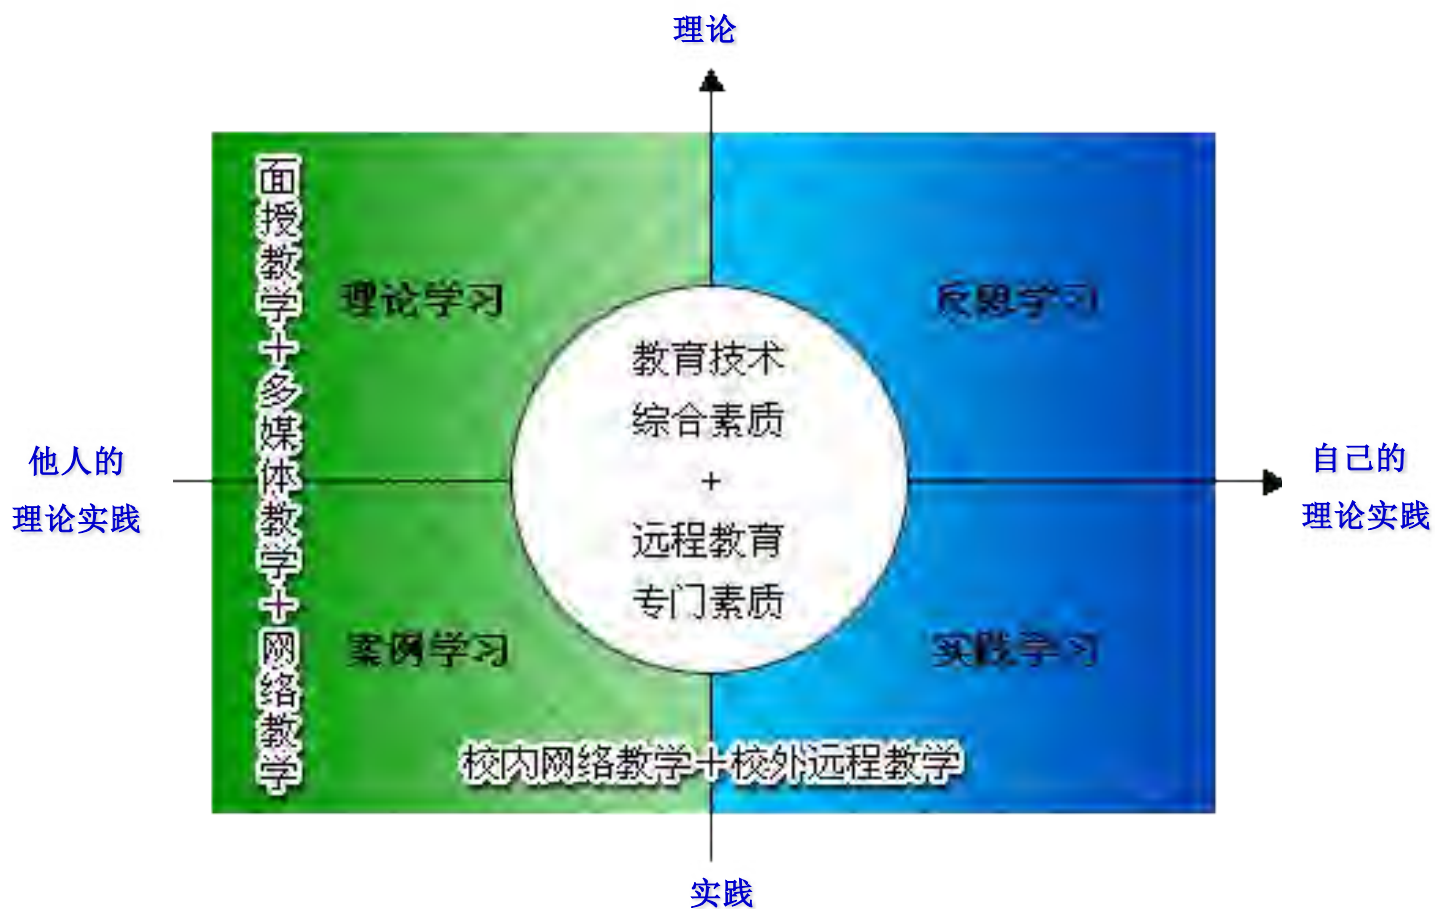 理论
面授教学＋多媒体教学＋网络教学
理论学习
反思学习
教育技术
综合素质
+
远程教育
专门素质
他人的
理论实践
自己的
理论实践
案例学习
实践学习
校内网络教学＋校外远程教学
实践